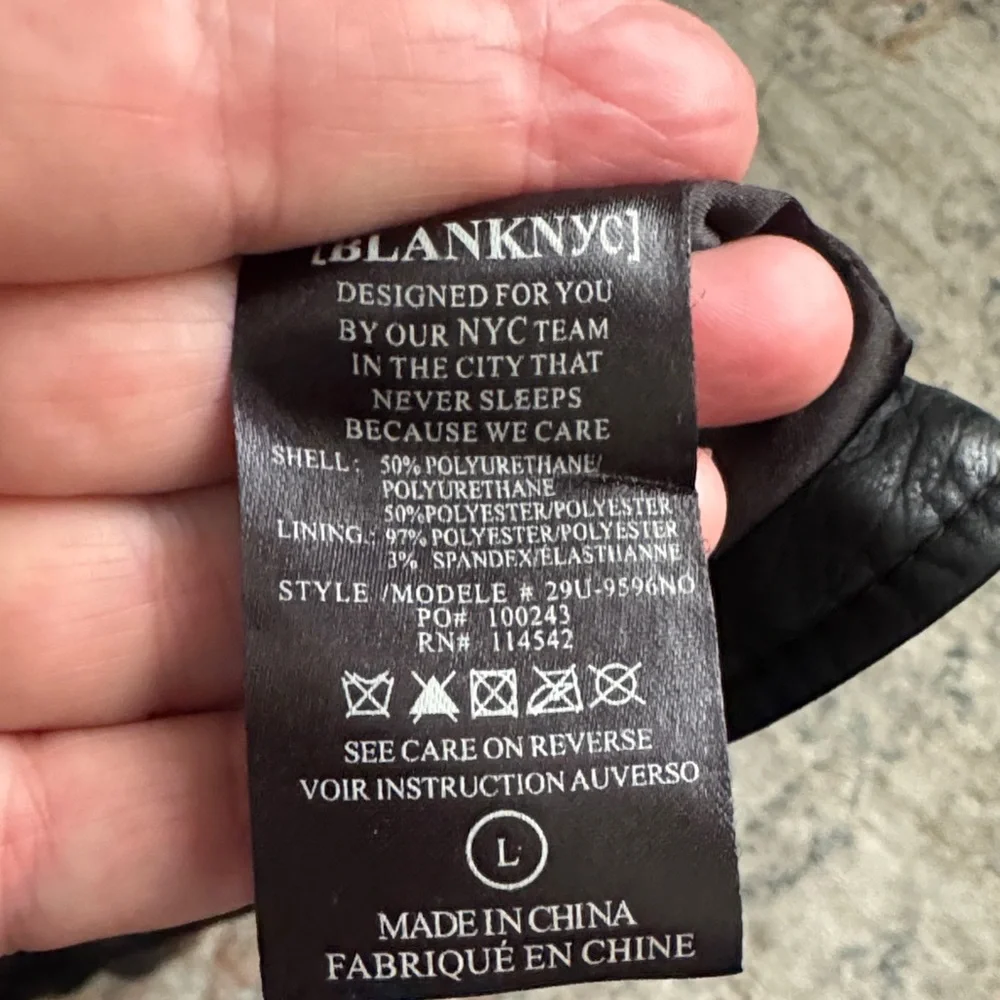 [BLANKNYC]
DESIGNED FOR YOU
BY OUR NYC TEAM
IN THE CITY THAT
NEVER SLEEPS
BECAUSE WE CARE
SHELL: 50% POLYURETHANE/
POLYURETHANE
50%POLYESTER/POLYESTER
LINING: 97% POLYESTER/POLYESTER
3% SPANDEX/ELASTHANNE
STYLE /MODELE # 29U-9596NO
PO# 100243
RN# 114542
SEE CARE ON REVERSE
VOIR INSTRUCTION AUVERSO
L
MADE IN CHINA
FABRIQUÉ EN CHINE